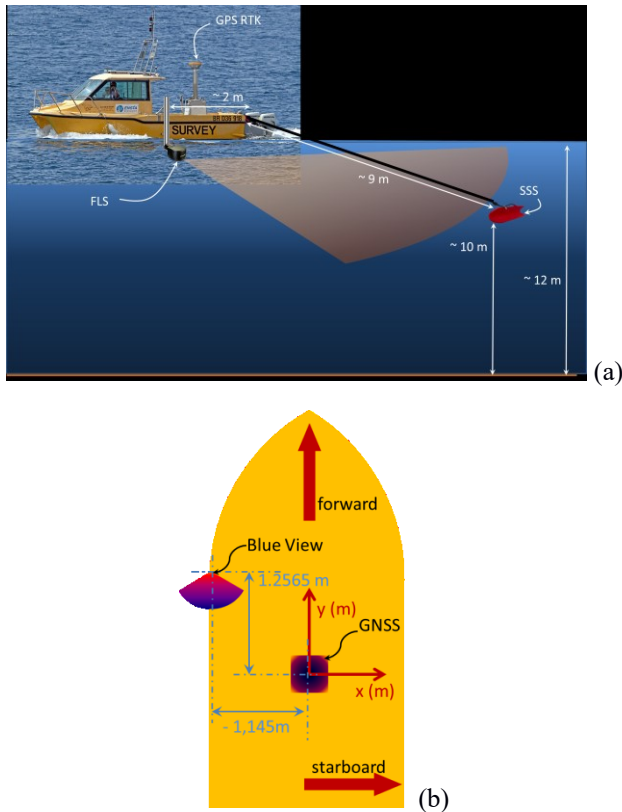 GPS RTK
~ 2 m
SURVEY
FLS
~ 9 m
SSS
~ 10 m
~ 12 m
(a)
forward
Blue View
1.2565 m
y (m)
GNSS
x (m)
- 1,145m
starboard
(b)